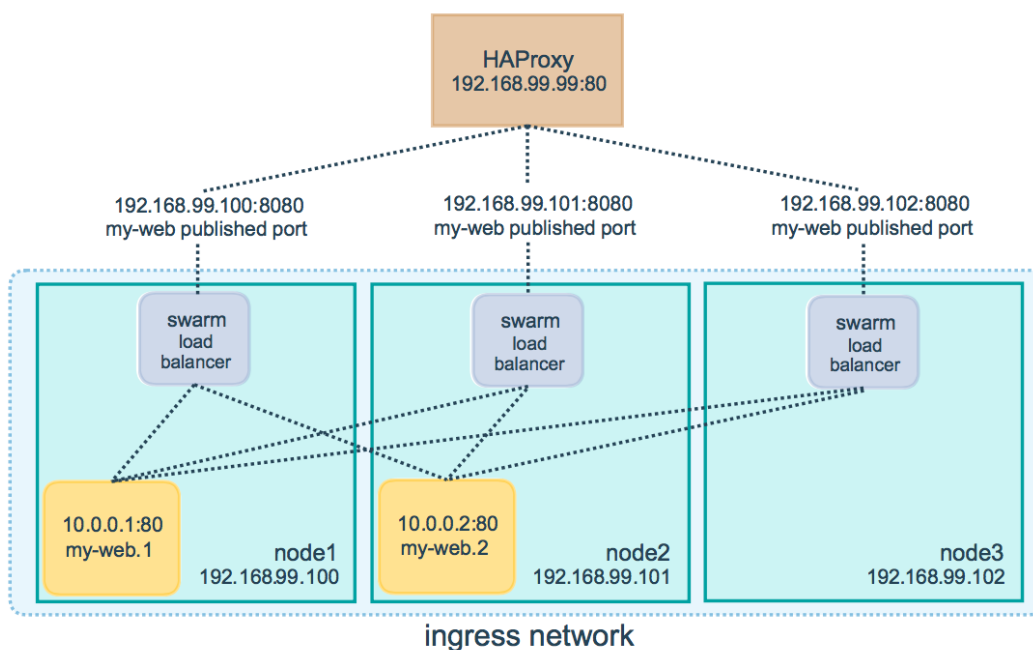 HAProxy
192.168.99.99:80
192.168.99.100:8080
my-web published port
192.168.99.101:8080
my-web published port
192.168.99.102:8080
my-web published port
swarm
load
balancer
swarm
load
balancer
swarm
load
balancer
10.0.0.1:80
my-web.1
node1
192.168.99.100
10.0.0.2:80
my-web.2
node2
192.168.99.101
node3
192.168.99.102
ingress network